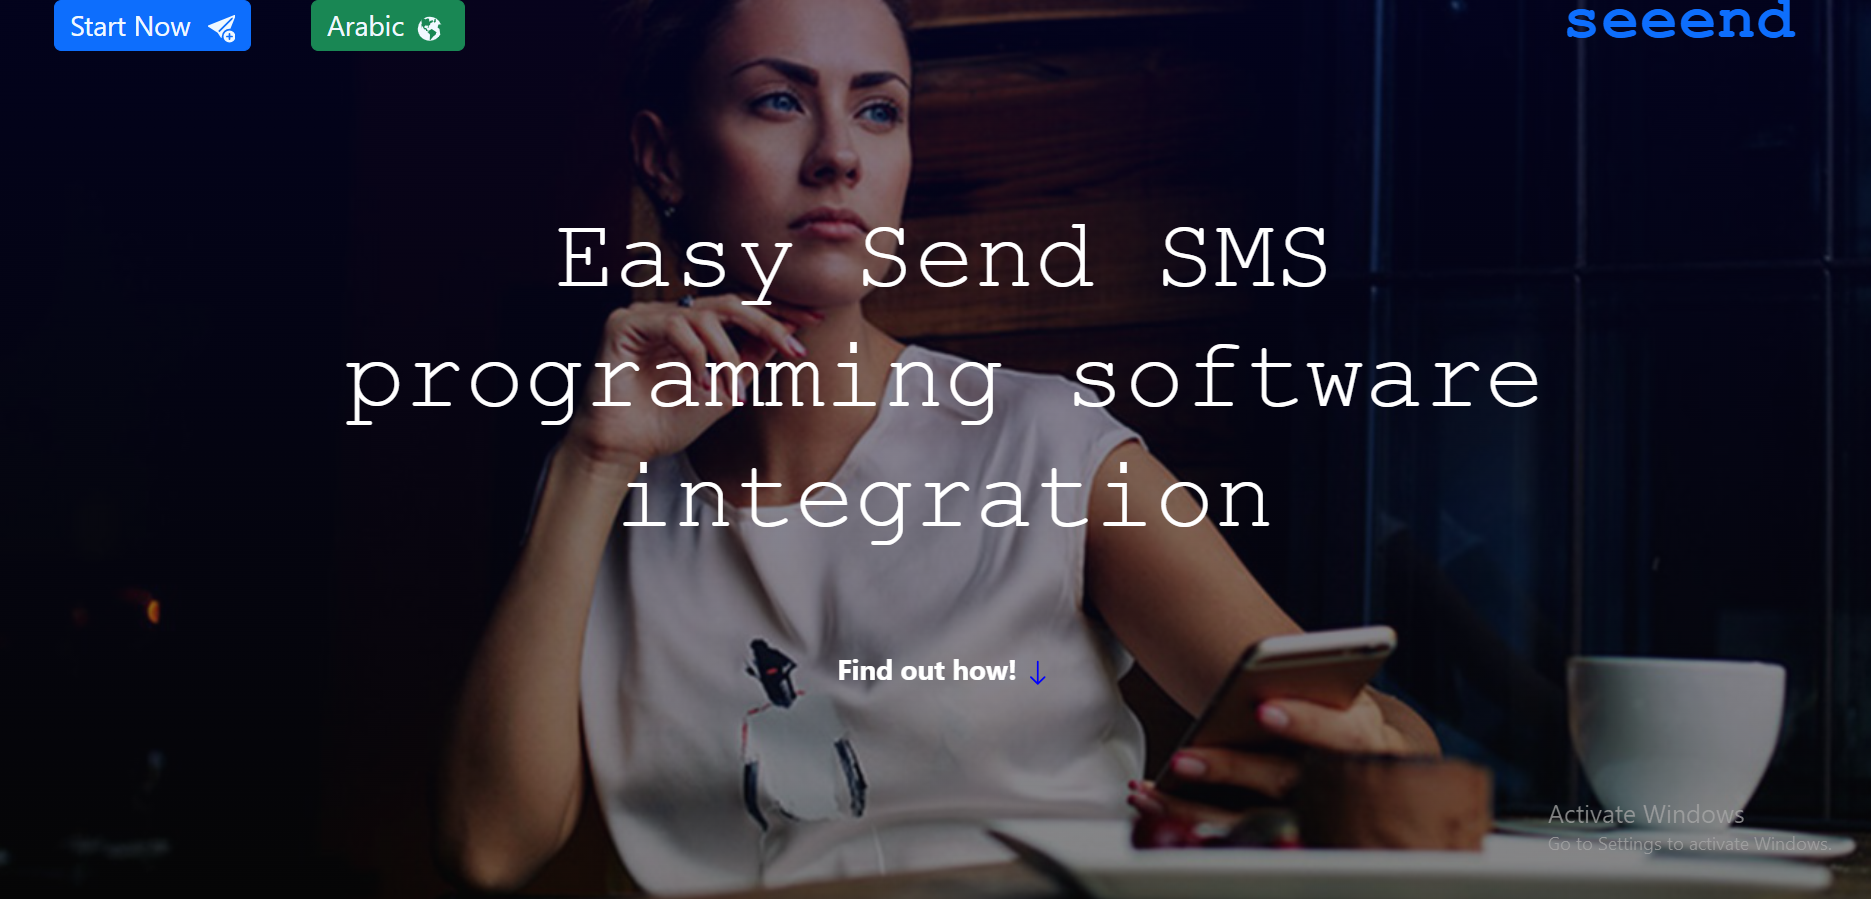 Start Now
Arabic
seeend
Easy Send SMS
programming software
integration
Find out how!
Activate Windows
Go to Settings to activate Windows.